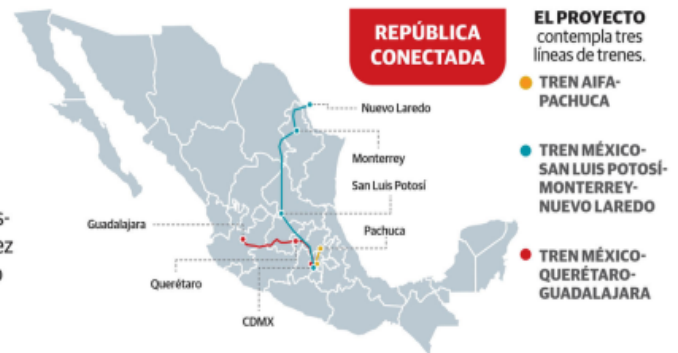 REPÚBLICA
CONECTADA
EL PROYECTO
contempla tres
líneas de trenes.
TREN AIFA-
PACHUCA
TREN MÉXICO-
SAN LUIS POTOSÍ-
MONTERREY-
NUEVO LAREDO
TREN MÉXICO-
QUERÉTARO-
GUADALAJARA
Nuevo Laredo
Monterrey
San Luis Potosí
Pachuca
Guadalajara
Querétaro
CDMX